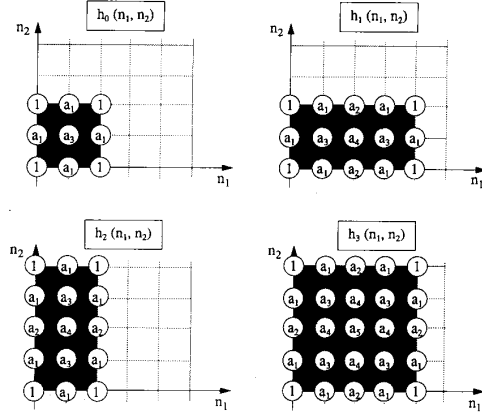 h₀ (n₁, n₂)
n₂
1 a₁ 1
a₁ a₃ a₁
1 a₁ 1
n₁
h₁ (n₁, n₂)
n₂
1 a₁ a₂ a₁ 1
a₁ a₃ a₄ a₃ a₁
1 a₁ a₂ a₁ 1
n₁
h₂ (n₁, n₂)
n₂
1 a₁ 1
a₁ a₃ a₁
a₂ a₄ a₂
a₁ a₃ a₁
1 a₁ 1
n₁
h₃ (n₁, n₂)
n₂
1 a₁ a₂ a₁ 1
a₁ a₃ a₄ a₃ a₁
a₂ a₄ a₅ a₄ a₂
a₁ a₃ a₄ a₃ a₁
1 a₁ a₂ a₁ 1
n₁